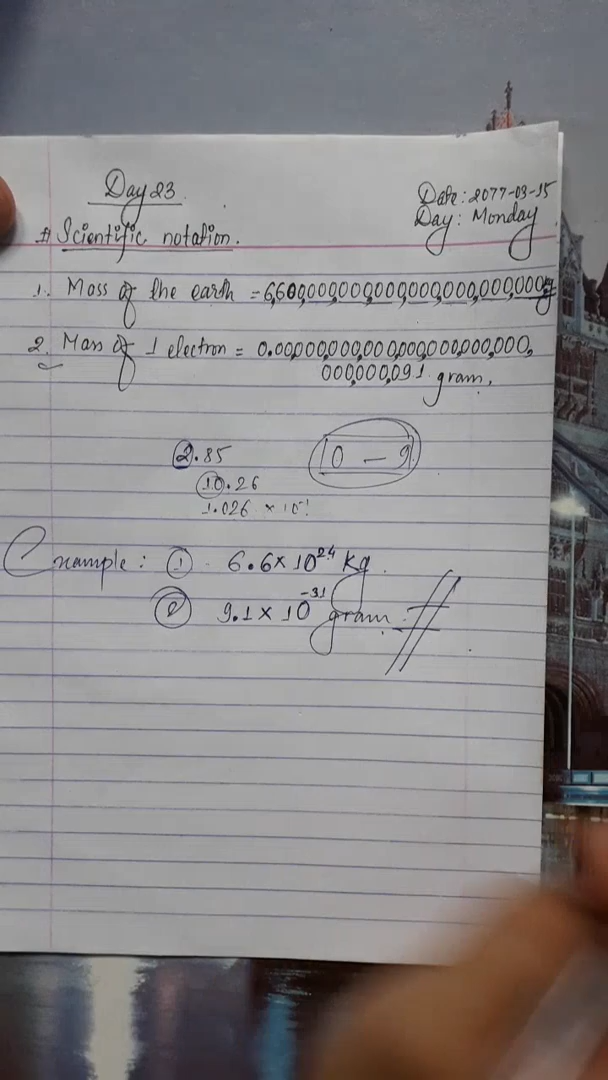 Day 23
Date: 2077-03-15
Day: Monday
# Scientific notation.
1. Mass of the earth = 6,600,000,000,000,000,000,000,000kg
2. Mass of 1 electron = 0.00,000,000,000,000,000,000,000,
000,000,091 gram.
2.85
10 - 9
10.26
1.026 × 10¹
Example: ① 6.6×10²⁴ kg.
② 9.1×10⁻³¹ gram.